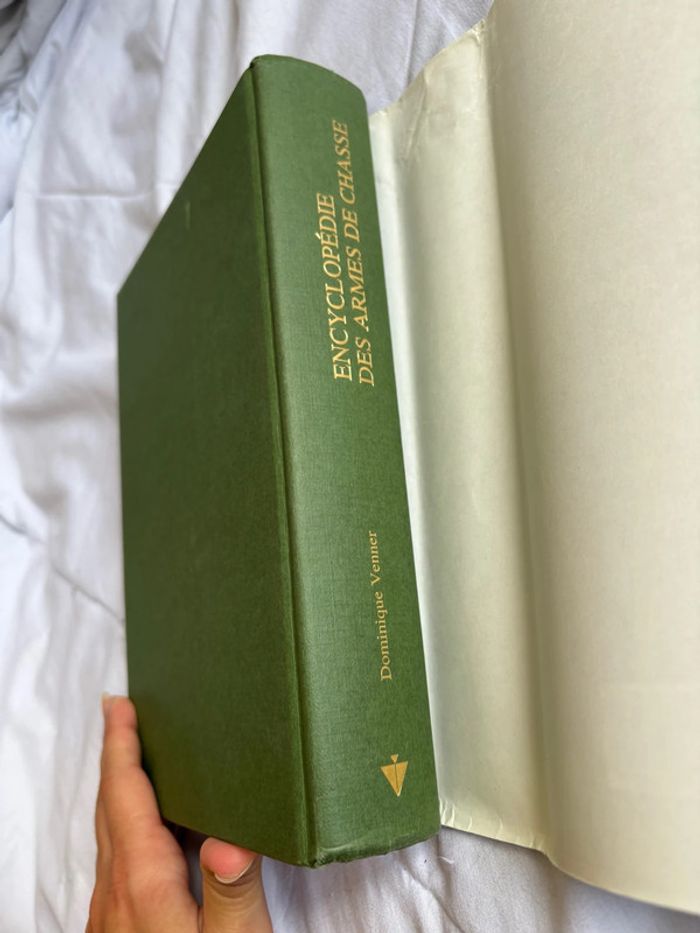 ENCYCLOPÉDIE
DES ARMES DE CHASSE
Dominique Venner